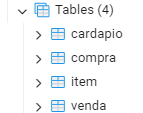 Tables (4)
cardapio
compra
item
venda